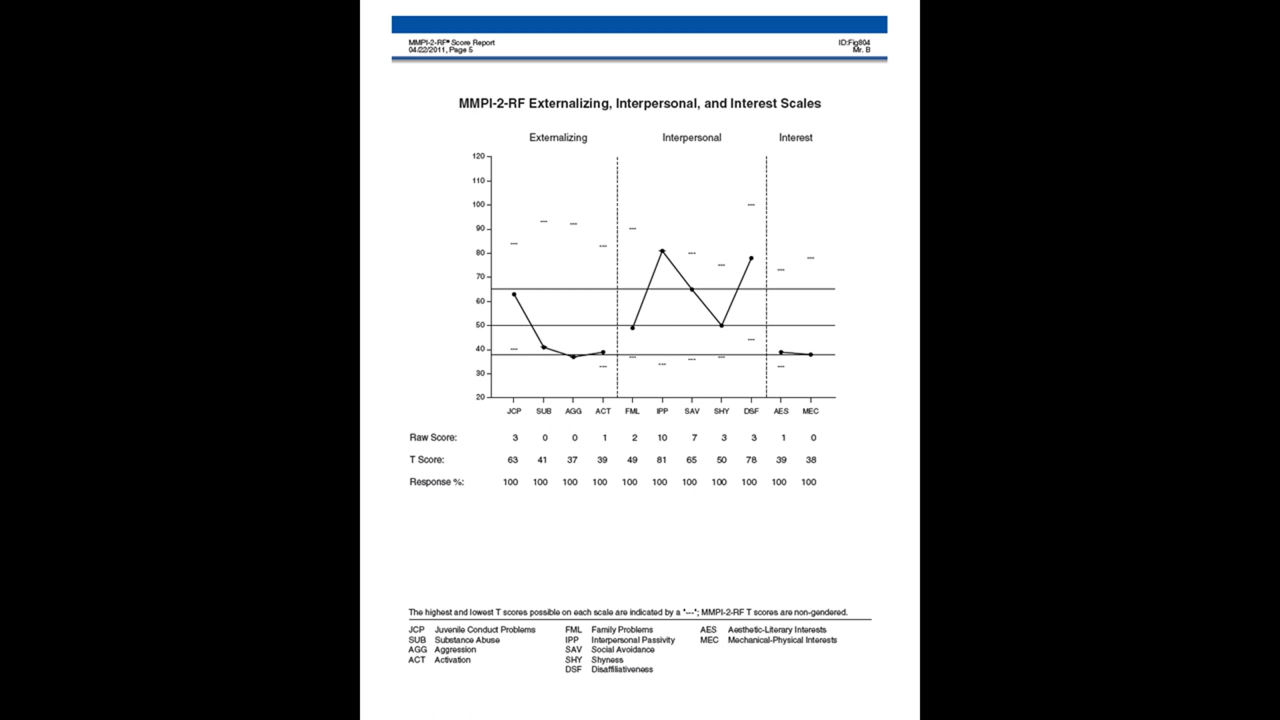 MMPI-2-RF® Score Report ID:Fig804
04/22/2011, Page 5 Mr. B
MMPI-2-RF Externalizing, Interpersonal, and Interest Scales
Externalizing Interpersonal Interest
120
110
100
90
80
70
60
50
40
30
20
JCP SUB AGG ACT FML IPP SAV SHY DSF AES MEC
Raw Score: 3 0 0 1 2 10 7 3 3 1 0
T Score: 63 41 37 39 49 81 65 50 78 39 38
Response %: 100 100 100 100 100 100 100 100 100 100 100
The highest and lowest T scores possible on each scale are indicated by a "---"; MMPI-2-RF T scores are non-gendered.
JCP Juvenile Conduct Problems FML Family Problems AES Aesthetic-Literary Interests
SUB Substance Abuse IPP Interpersonal Passivity MEC Mechanical-Physical Interests
AGG Aggression SAV Social Avoidance
ACT Activation SHY Shyness
DSF Disaffiliativeness